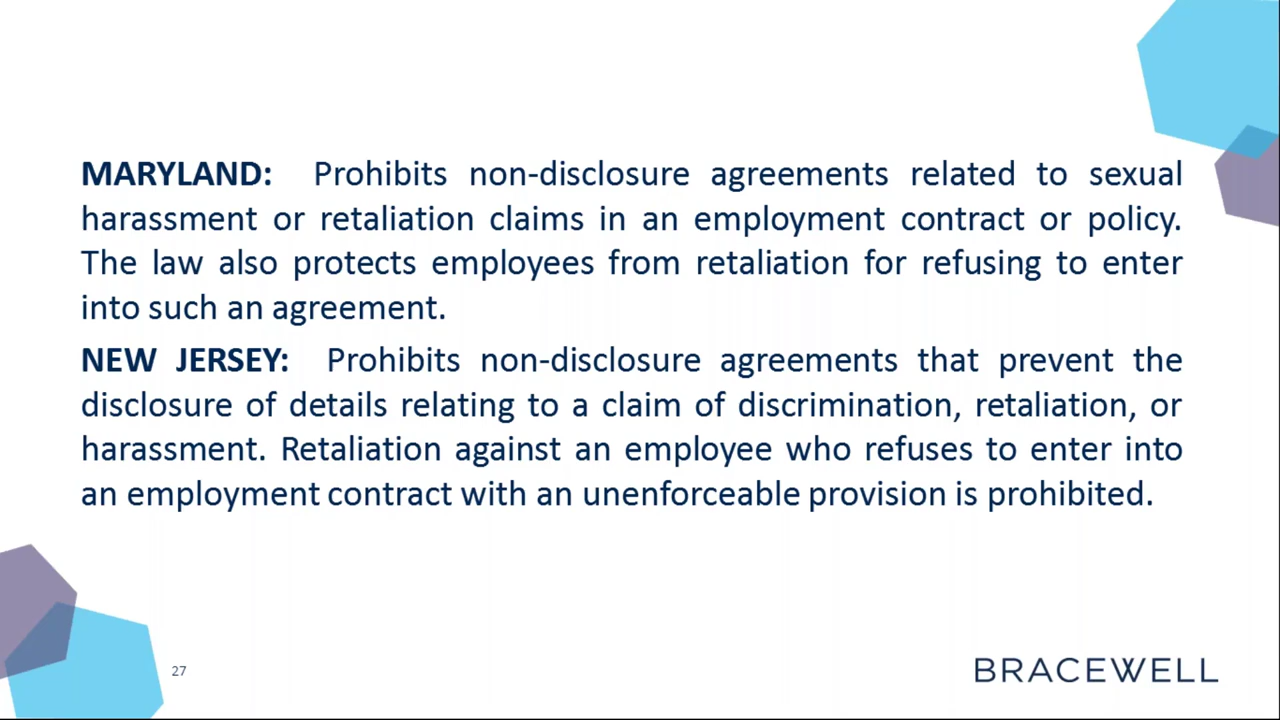 MARYLAND: Prohibits non-disclosure agreements related to sexual
harassment or retaliation claims in an employment contract or policy.
The law also protects employees from retaliation for refusing to enter
into such an agreement.
NEW JERSEY: Prohibits non-disclosure agreements that prevent the
disclosure of details relating to a claim of discrimination, retaliation, or
harassment. Retaliation against an employee who refuses to enter into
an employment contract with an unenforceable provision is prohibited.
27
BRACEWELL